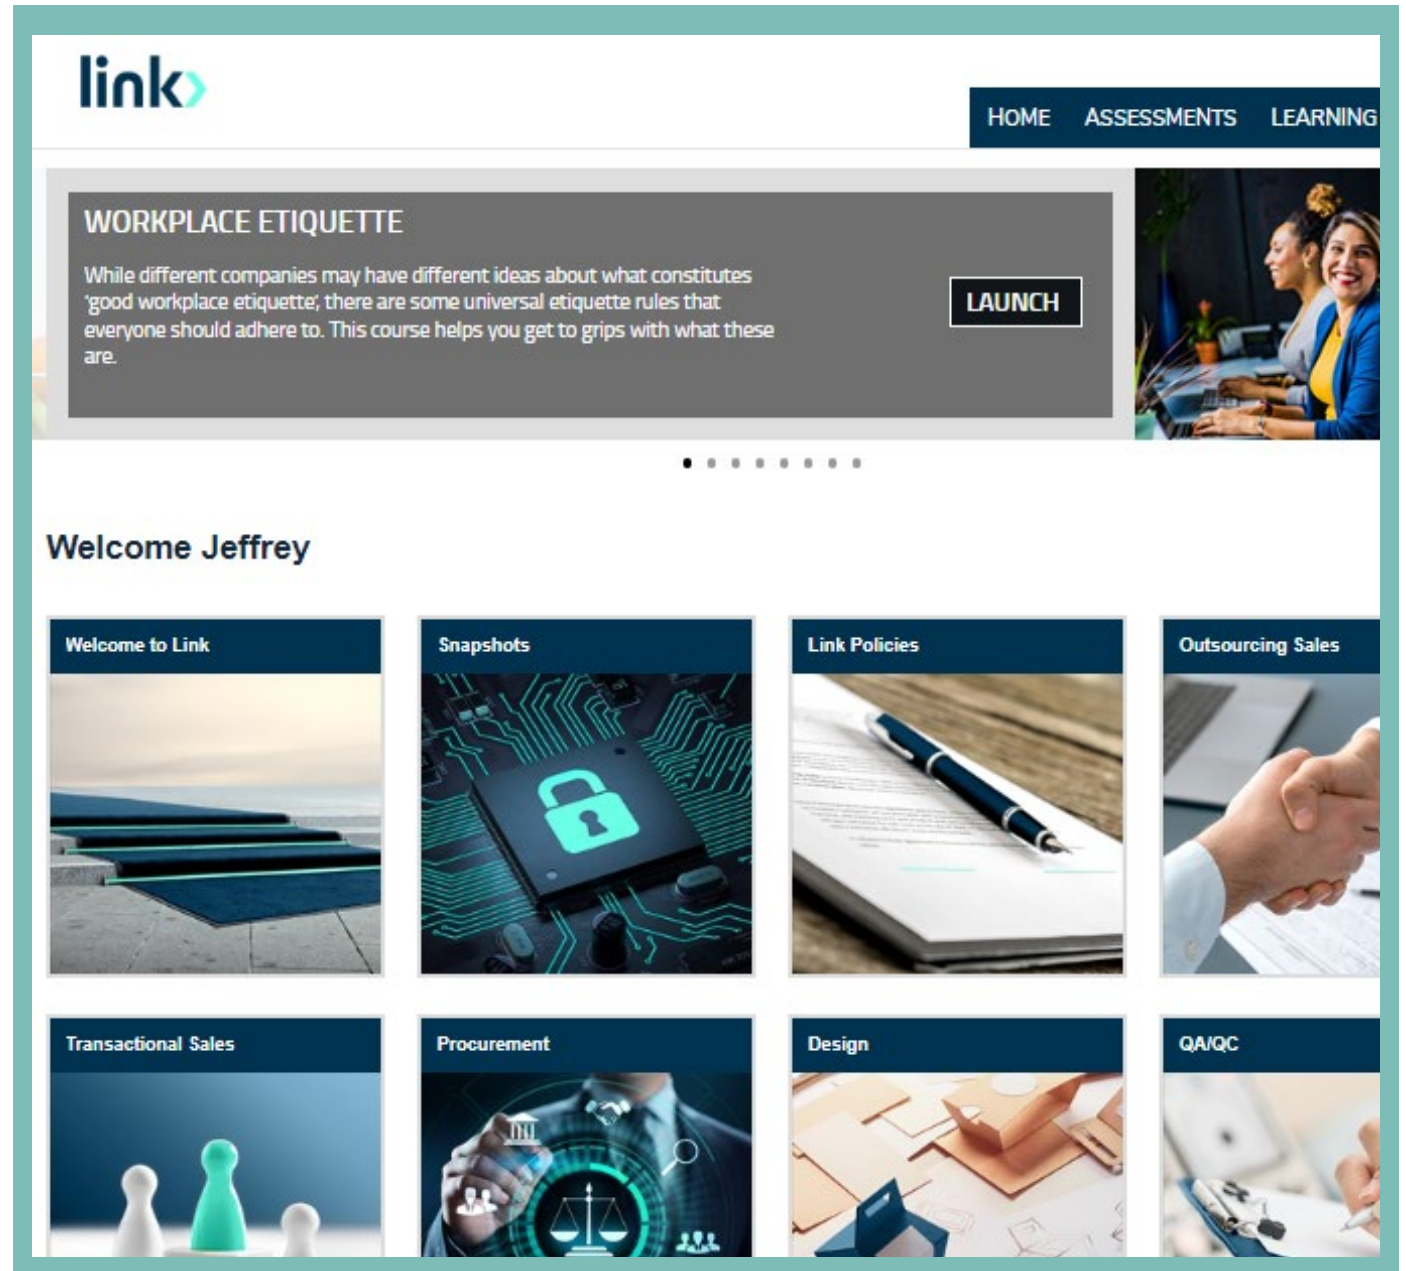 link
HOME ASSESSMENTS LEARNING
WORKPLACE ETIQUETTE
While different companies may have different ideas about what constitutes
'good workplace etiquette', there are some universal etiquette rules that
everyone should adhere to. This course helps you get to grips with what these
are.
LAUNCH
Welcome Jeffrey
Welcome to Link
Snapshots
Link Policies
Outsourcing Sales
Transactional Sales
Procurement
Design
QA/QC